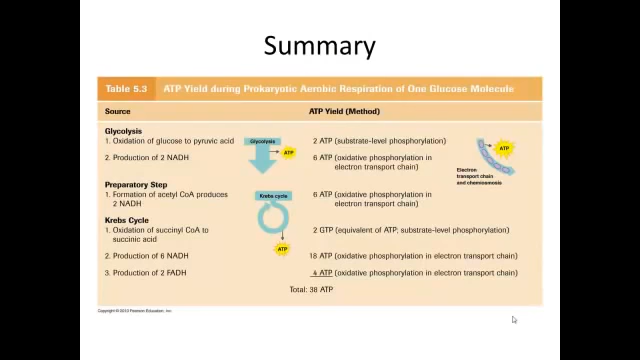 Summary
Table 5.3 ATP Yield during Prokaryotic Aerobic Respiration of One Glucose Molecule
Source ATP Yield (Method)
Glycolysis
1. Oxidation of glucose to pyruvic acid Glycolysis 2 ATP (substrate-level phosphorylation)
ATP
ATP
2. Production of 2 NADH 6 ATP (oxidative phosphorylation in
electron transport chain)
Electron
transport chain
and chemiosmosis
Preparatory Step
1. Formation of acetyl CoA produces Krebs cycle 6 ATP (oxidative phosphorylation in
2 NADH electron transport chain)
Krebs Cycle
1. Oxidation of succinyl CoA to 2 GTP (equivalent of ATP; substrate-level phosphorylation)
succinic acid
ATP
2. Production of 6 NADH 18 ATP (oxidative phosphorylation in electron transport chain)
3. Production of 2 FADH 4 ATP (oxidative phosphorylation in electron transport chain)
Total: 38 ATP
Copyright © 2010 Pearson Education, Inc.